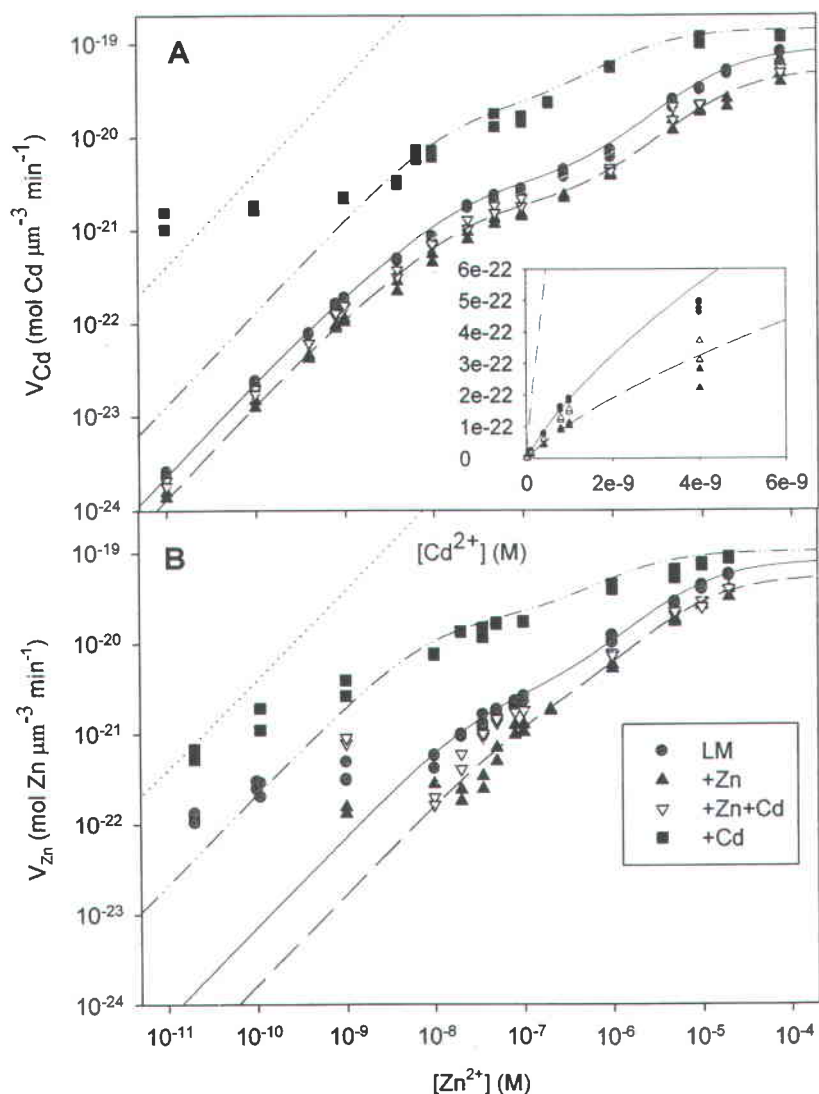 A
10⁻¹⁹
10⁻²⁰
10⁻²¹
10⁻²²
10⁻²³
10⁻²⁴
V_Cd (mol Cd µm⁻³ min⁻¹)
6e-22
5e-22
4e-22
3e-22
2e-22
1e-22
0
0
2e-9
4e-9
6e-9
[Cd²⁺] (M)
B
10⁻¹⁹
10⁻²⁰
10⁻²¹
10⁻²²
10⁻²³
10⁻²⁴
V_Zn (mol Zn µm⁻³ min⁻¹)
LM
+Zn
+Zn+Cd
+Cd
10⁻¹¹
10⁻¹⁰
10⁻⁹
10⁻⁸
10⁻⁷
10⁻⁶
10⁻⁵
10⁻⁴
[Zn²⁺] (M)